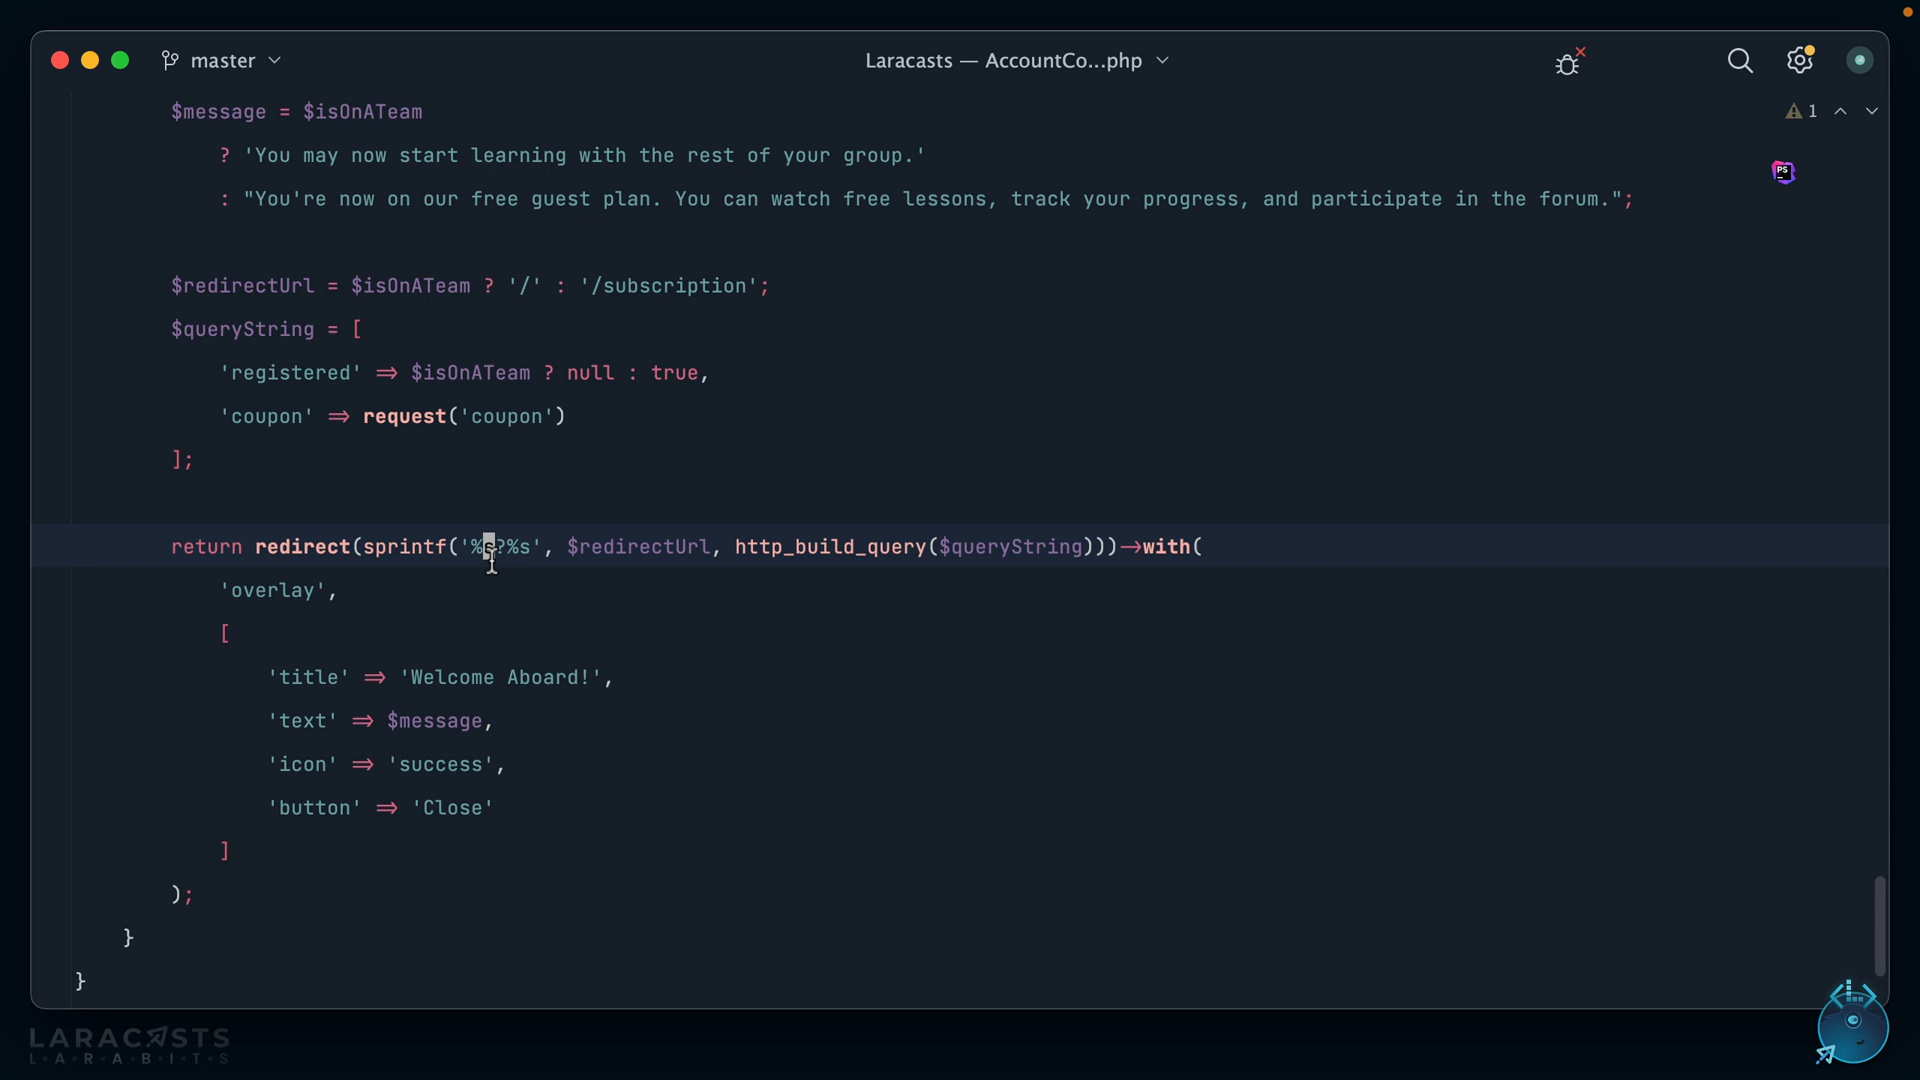 master
Laracasts — AccountCo...php
$message = $isOnATeam
1
? 'You may now start learning with the rest of your group.'
PS
: "You're now on our free guest plan. You can watch free lessons, track your progress, and participate in the forum.";
$redirectUrl = $isOnATeam ? '/' : '/subscription';
$queryString = [
'registered' => $isOnATeam ? null : true,
'coupon' => request('coupon')
];
return redirect(sprintf('%s?%s', $redirectUrl, http_build_query($queryString)))->with(
'overlay',
[
'title' => 'Welcome Aboard!',
'text' => $message,
'icon' => 'success',
'button' => 'Close'
]
);
}
}
LARACASTS
L·A·R·A·B·I·T·S